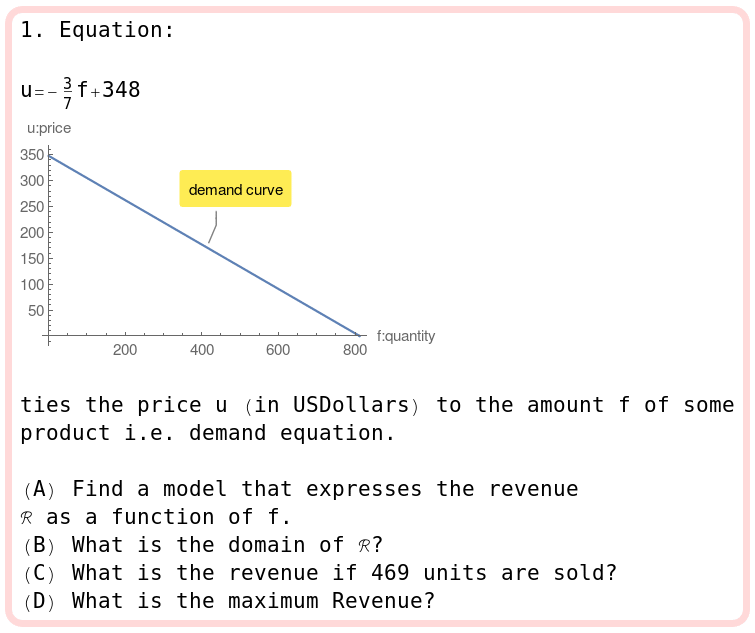 1. Equation:
u=-3/7 f+348
u:price
350
300
demand curve
250
200
150
100
50
f:quantity
200 400 600 800
ties the price u (in USDollars) to the amount f of some
product i.e. demand equation.
(A) Find a model that expresses the revenue
ℛ as a function of f.
(B) What is the domain of ℛ?
(C) What is the revenue if 469 units are sold?
(D) What is the maximum Revenue?